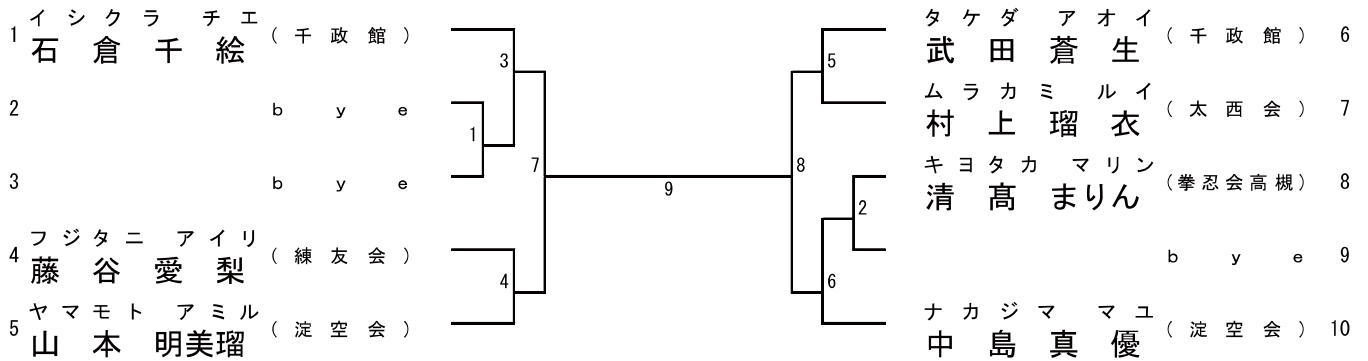 イシクラ チエ
1 石倉千絵 (千政館)
2 bye
3 bye
フジタニ アイリ
4 藤谷愛梨 (練友会)
ヤマモト アミル
5 山本明美瑠 (淀空会)
3
1
7
4
9
5
8
2
6
タケダ アオイ
武田蒼生 (千政館) 6
ムラカミ ルイ
村上瑠衣 (太西会) 7
キヨタカ マリン
清髙まりん (拳忍会高槻) 8
bye 9
ナカジマ マユ
中島真優 (淀空会) 10